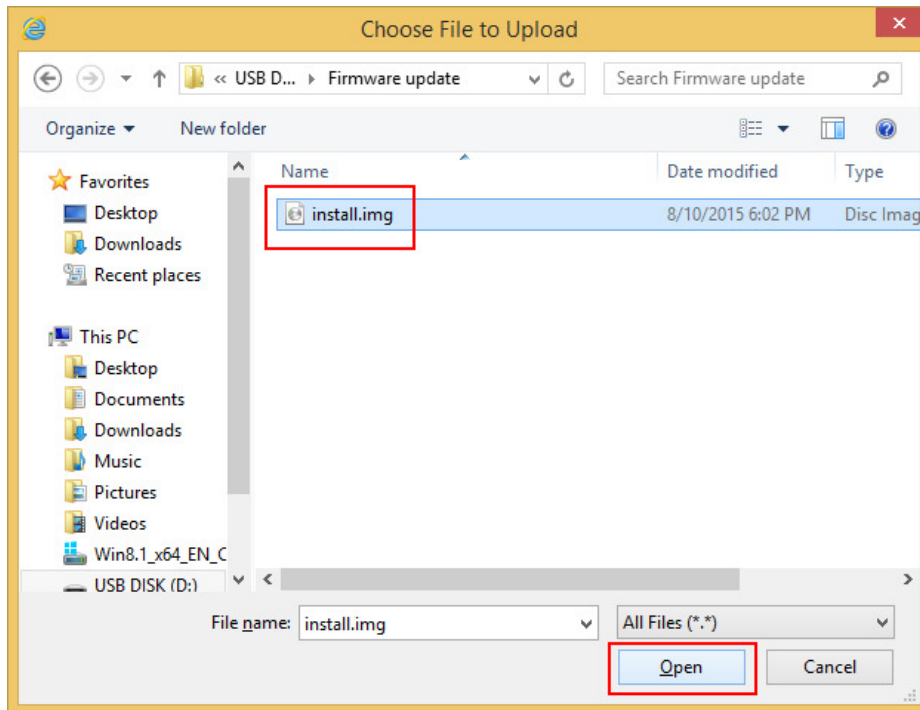 Choose File to Upload
« USB D... Firmware update
Search Firmware update
Organize
New folder
Name
Date modified
Type
install.img
8/10/2015 6:02 PM
Disc Imag
Favorites
Desktop
Downloads
Recent places
This PC
Desktop
Documents
Downloads
Music
Pictures
Videos
Win8.1_x64_EN_C
USB DISK (D:)
File name: install.img
All Files (*.*)
Open
Cancel